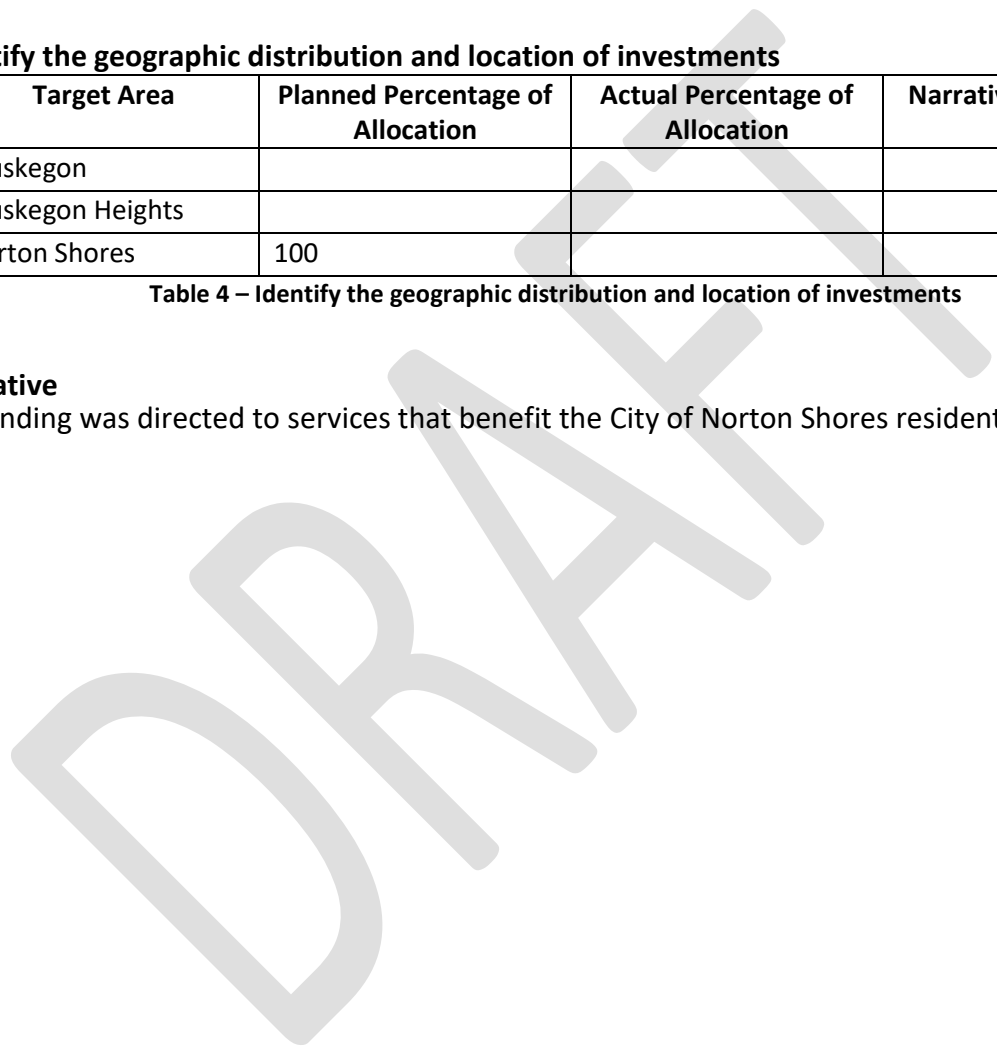 tify the geographic distribution and location of investments
Target Area Planned Percentage of Allocation Actual Percentage of Allocation Narrativ
uskegon
uskegon Heights
rton Shores 100
Table 4 – Identify the geographic distribution and location of investments
ative
nding was directed to services that benefit the City of Norton Shores resident
DRAFT